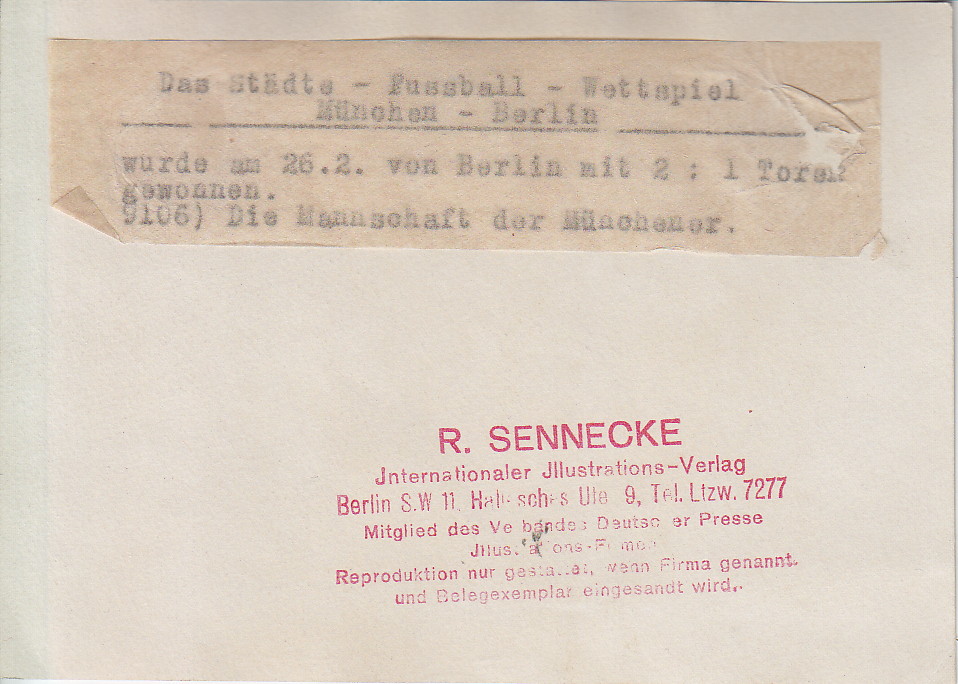 Das Städte - Fussball - Wettspiel
München - Berlin
wurde am 26.2. von Berlin mit 2 : 1 Toren
gewonnen.
9106) Die Mannschaft der Münchener.
R. SENNECKE
Jnternationaler Jllustrations-Verlag
Berlin S.W 11, 9, Tel. Ltzw. 7277
Mitglied des Presse
Reproduktion nur gestattet, wenn Firma genannt
und Belegexemplar eingesandt wird.